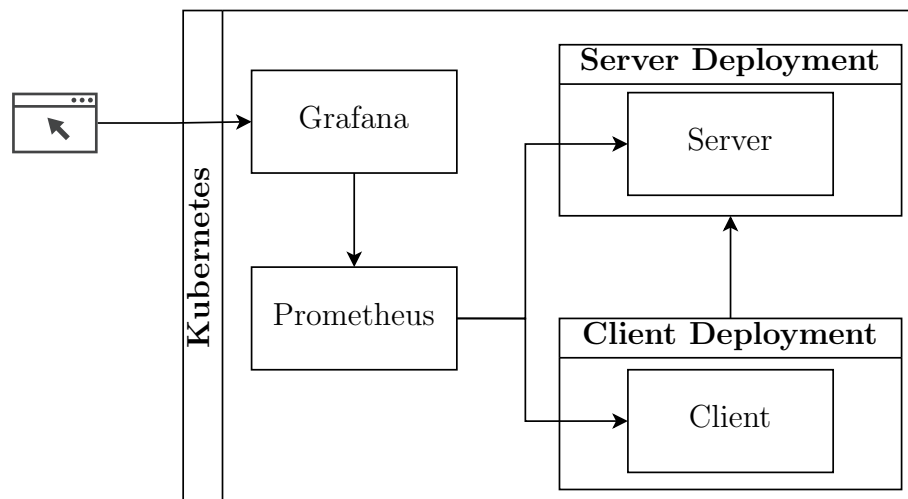 Kubernetes
Grafana
Prometheus
Server Deployment
Server
Client Deployment
Client